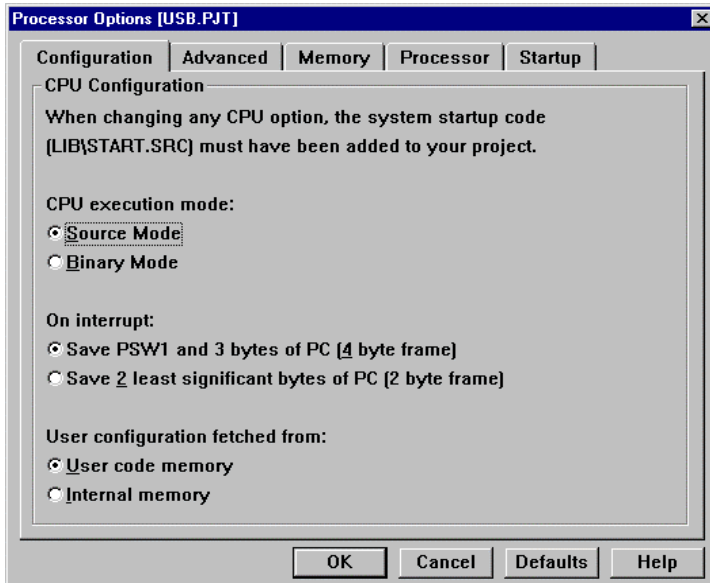 Processor Options [USB.PJT]
Configuration Advanced Memory Processor Startup
CPU Configuration
When changing any CPU option, the system startup code
(LIB\START.SRC) must have been added to your project.
CPU execution mode:
Source Mode
Binary Mode
On interrupt:
Save PSW1 and 3 bytes of PC (4 byte frame)
Save 2 least significant bytes of PC (2 byte frame)
User configuration fetched from:
User code memory
Internal memory
OK Cancel Defaults Help